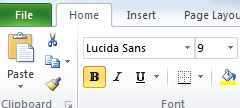 File Home Insert Page Layou
Lucida Sans 9
Paste B I U
Clipboard Font